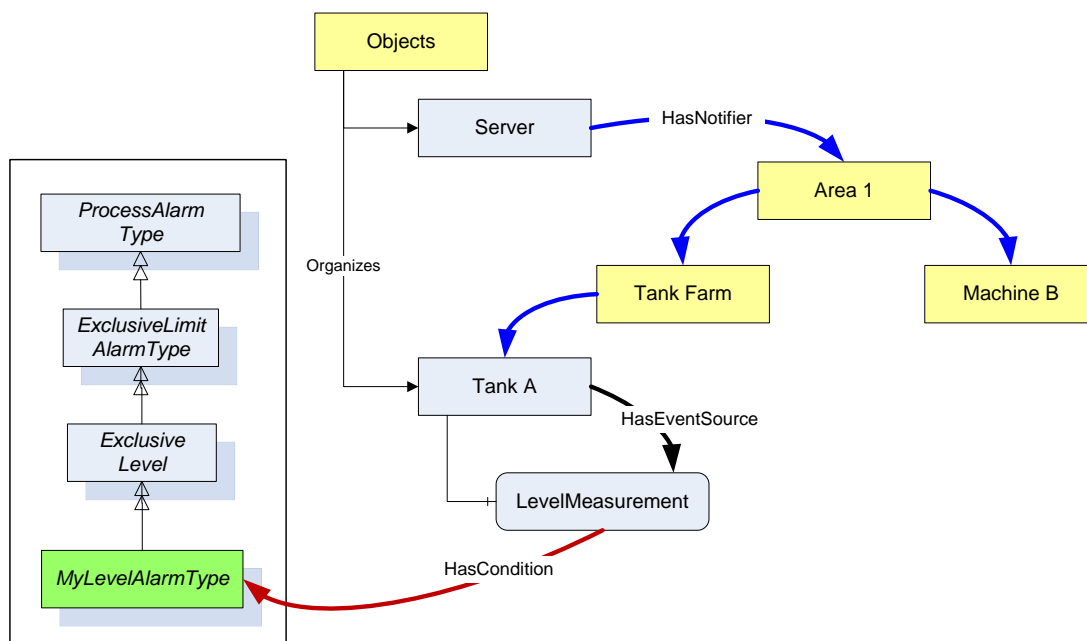 Objects
Server
HasNotifier
Area 1
ProcessAlarm
Type
Organizes
Tank Farm
Machine B
ExclusiveLimit
AlarmType
Tank A
HasEventSource
Exclusive
Level
LevelMeasurement
HasCondition
MyLevelAlarmType